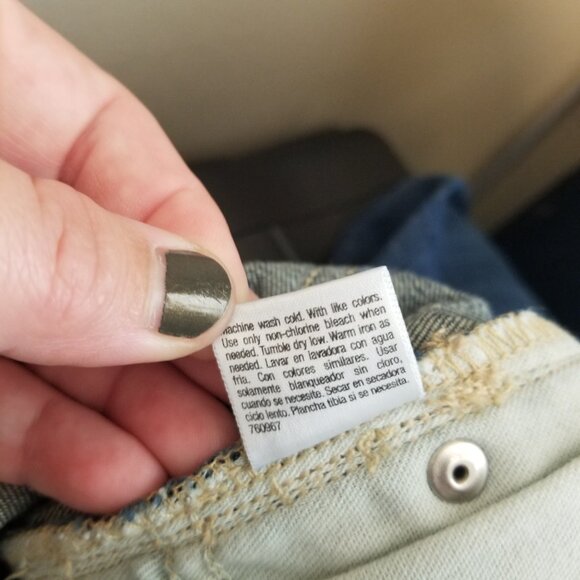 Machine wash cold. With like colors.
Use only non-chlorine bleach when
needed. Tumble dry low. Warm iron as
needed. Lavar en lavadora con agua
fria. Con colores similares. Usar
solamente blanqueador sin cloro,
cuando se necesite. Secar en secadora
ciclo lento. Plancha tibia si se necesita.
760967